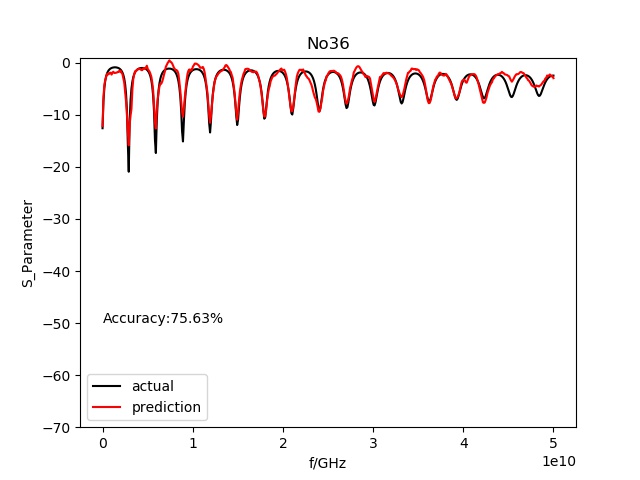 No36
0
−10
−20
−30
−40
−50
−60
−70
S_Parameter
Accuracy:75.63%
actual
prediction
0 1 2 3 4 5
1e10
f/GHz